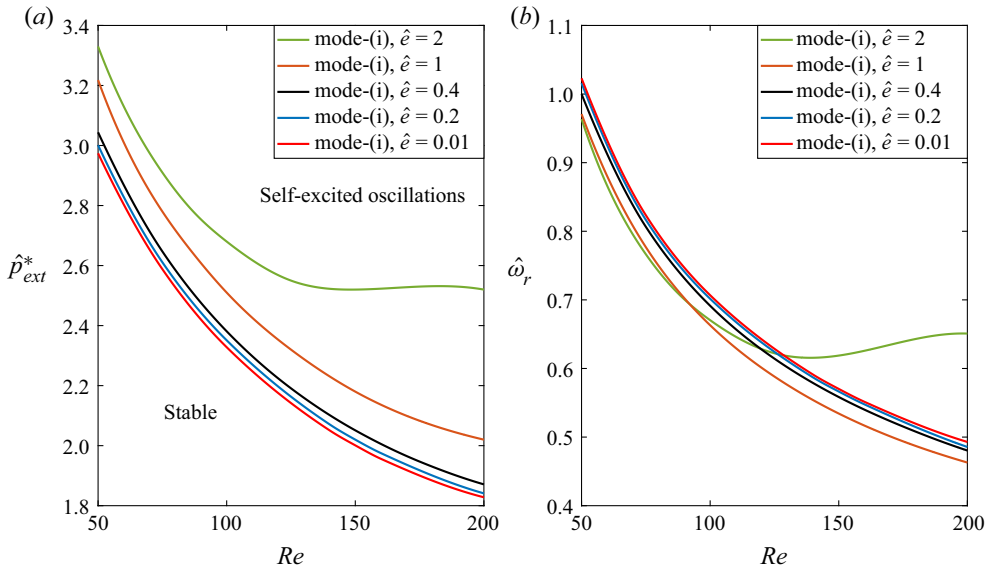 (a)
3.4
3.2
3.0
2.8
2.6
2.4
2.2
2.0
1.8
p̂*ext
mode-(i), ê = 2
mode-(i), ê = 1
mode-(i), ê = 0.4
mode-(i), ê = 0.2
mode-(i), ê = 0.01
Self-excited oscillations
Stable
50 100 150 200
Re
(b)
1.1
1.0
0.9
0.8
0.7
0.6
0.5
0.4
ω̂r
mode-(i), ê = 2
mode-(i), ê = 1
mode-(i), ê = 0.4
mode-(i), ê = 0.2
mode-(i), ê = 0.01
50 100 150 200
Re